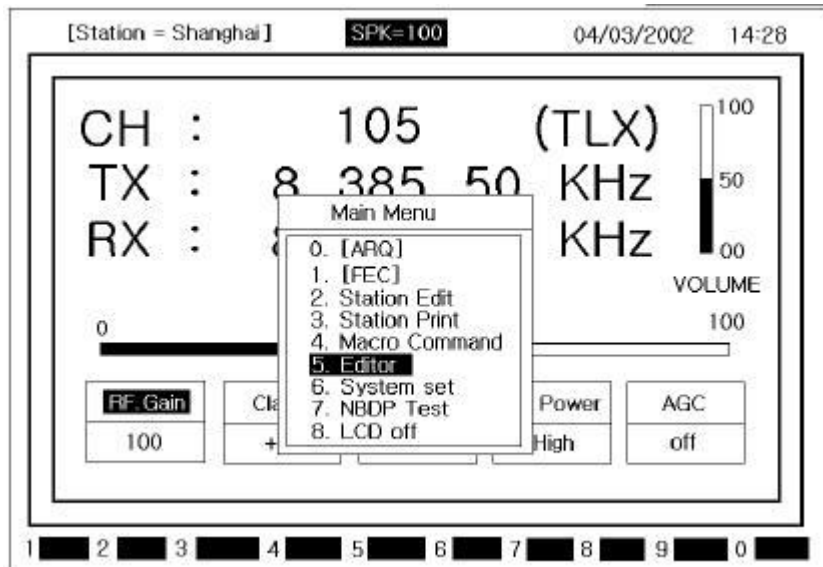 [Station = Shanghai] SPK=100 04/03/2002 14:28
CH : 105 (TLX)
TX : 8 385 50 KHz
RX : KHz
100
50
00
VOLUME
Main Menu
0. [ARQ]
1. [FEC]
2. Station Edit
3. Station Print
4. Macro Command
5. Editor
6. System set
7. NBDP Test
8. LCD off
0 100
RF. Gain Power AGC
100 High off
1 2 3 4 5 6 7 8 9 0